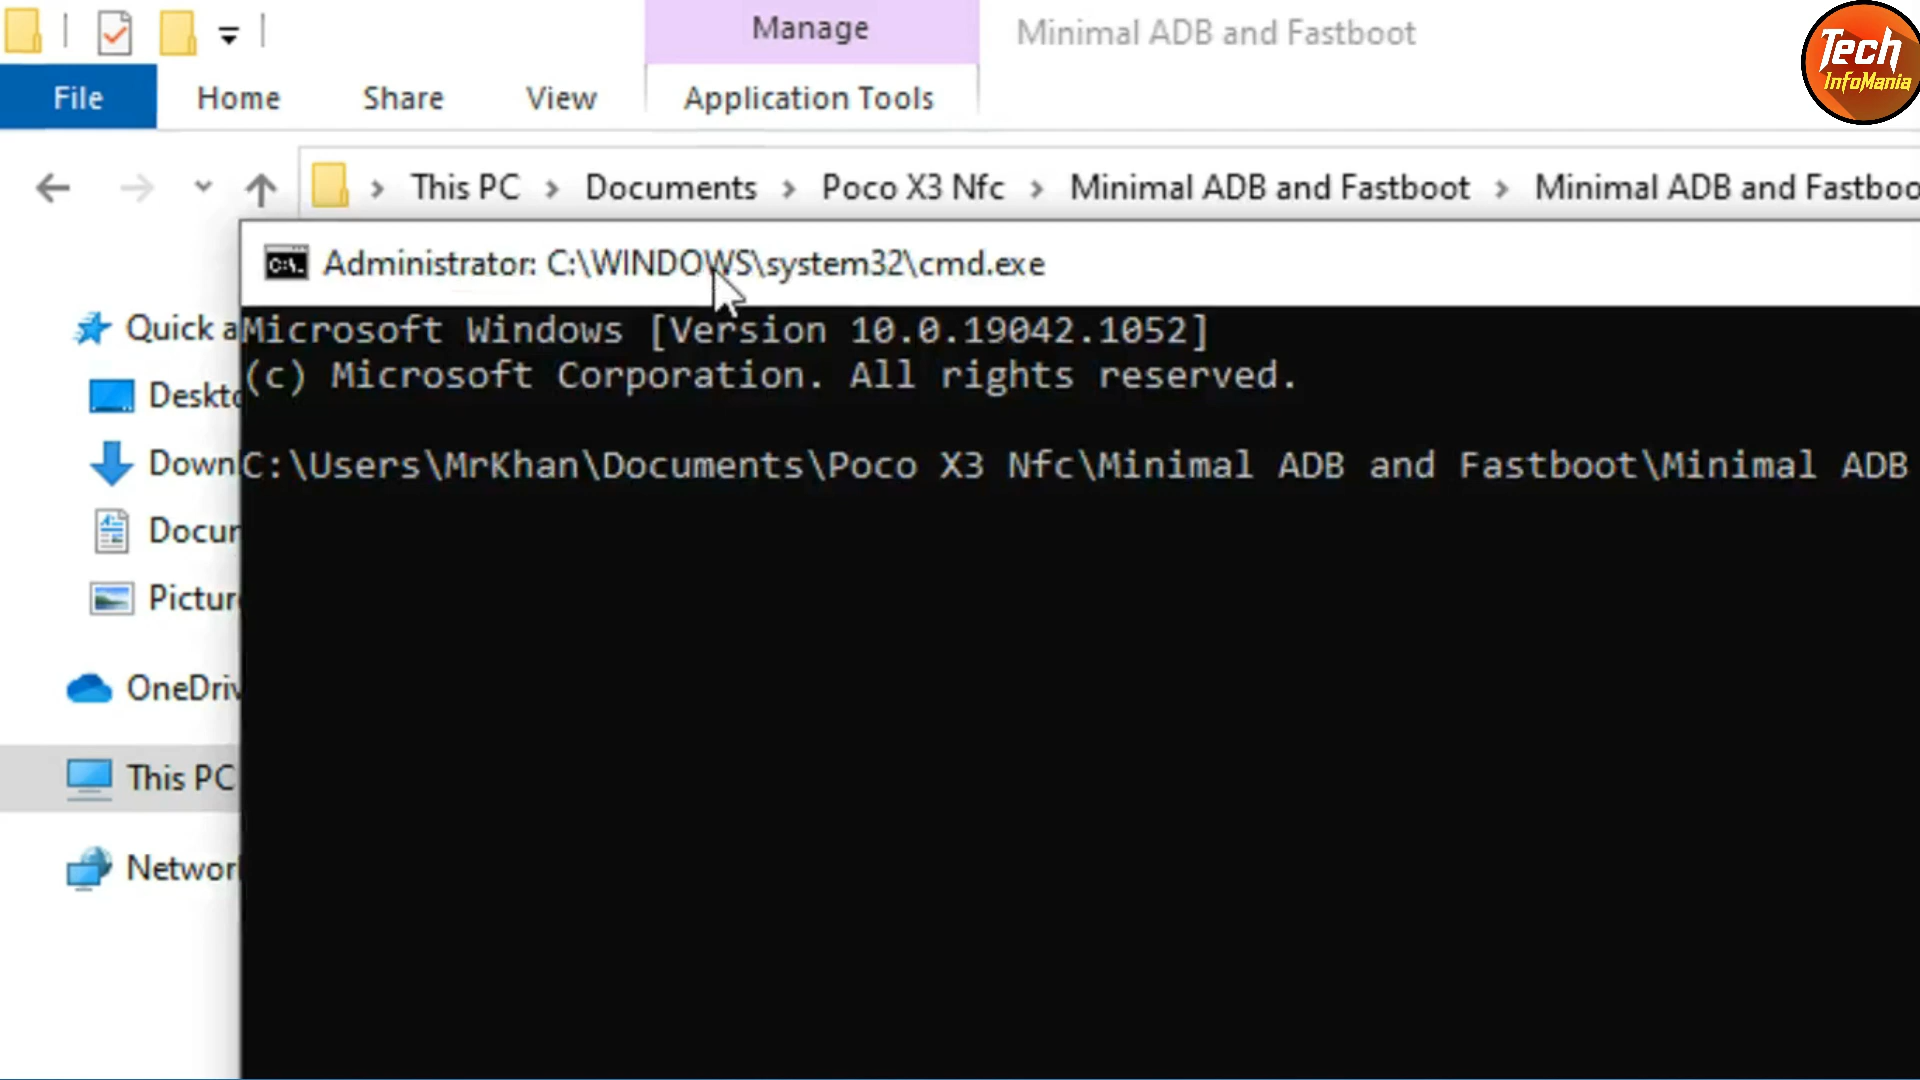 Manage
Minimal ADB and Fastboot
Tech
InfoMania
File
Home
Share
View
Application Tools
This PC > Documents > Poco X3 Nfc > Minimal ADB and Fastboot > Minimal ADB and Fastboo
C:\. Administrator: C:\WINDOWS\system32\cmd.exe
Microsoft Windows [Version 10.0.19042.1052]
(c) Microsoft Corporation. All rights reserved.
C:\Users\MrKhan\Documents\Poco X3 Nfc\Minimal ADB and Fastboot\Minimal ADB
Quick a
Deskto
Down
Docur
Pictur
OneDriv
This PC
Networ